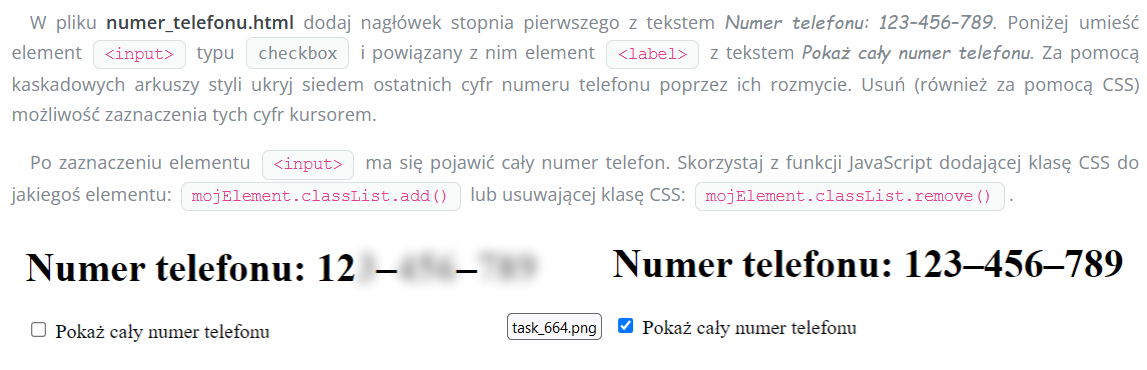 W pliku numer_telefonu.html dodaj nagłówek stopnia pierwszego z tekstem Numer telefonu: 123–456–789. Poniżej umieść
element <input> typu checkbox i powiązany z nim element <label> z tekstem Pokaż cały numer telefonu. Za pomocą
kaskadowych arkuszy styli ukryj siedem ostatnich cyfr numeru telefonu poprzez ich rozmycie. Usuń (również za pomocą CSS)
możliwość zaznaczenia tych cyfr kursorem.
Po zaznaczeniu elementu <input> ma się pojawić cały numer telefon. Skorzystaj z funkcji JavaScript dodającej klasę CSS do
jakiegoś elementu: mojElement.classList.add() lub usuwającej klasę CSS: mojElement.classList.remove() .
Numer telefonu: 123–456–789
Numer telefonu: 123–456–789
Pokaż cały numer telefonu
task_664.png
Pokaż cały numer telefonu